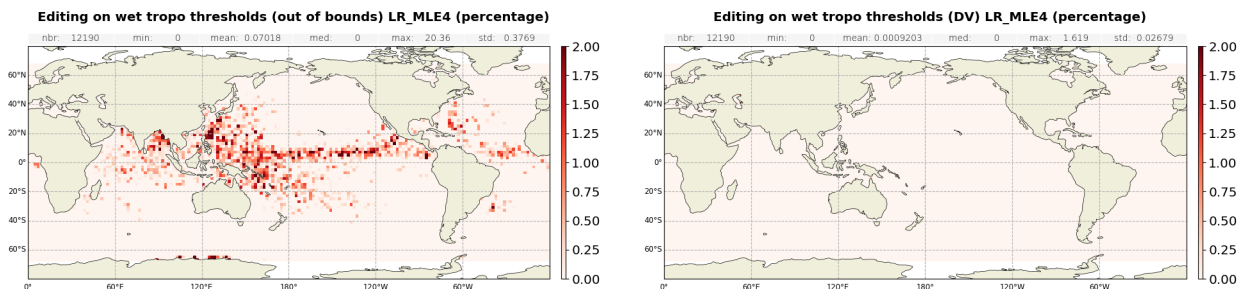 Editing on wet tropo thresholds (out of bounds) LR_MLE4 (percentage)
nbr: 12190 min: 0 mean: 0.07018 med: 0 max: 20.36 std: 0.3769
60°N
40°N
20°N
0°
20°S
40°S
60°S
0° 60°E 120°E 180° 120°W 60°W
2.00
1.75
1.50
1.25
1.00
0.75
0.50
0.25
0.00
Editing on wet tropo thresholds (DV) LR_MLE4 (percentage)
nbr: 12190 min: 0 mean: 0.0009203 med: 0 max: 1.619 std: 0.02679
60°N
40°N
20°N
0°
20°S
40°S
60°S
0° 60°E 120°E 180° 120°W 60°W
2.00
1.75
1.50
1.25
1.00
0.75
0.50
0.25
0.00